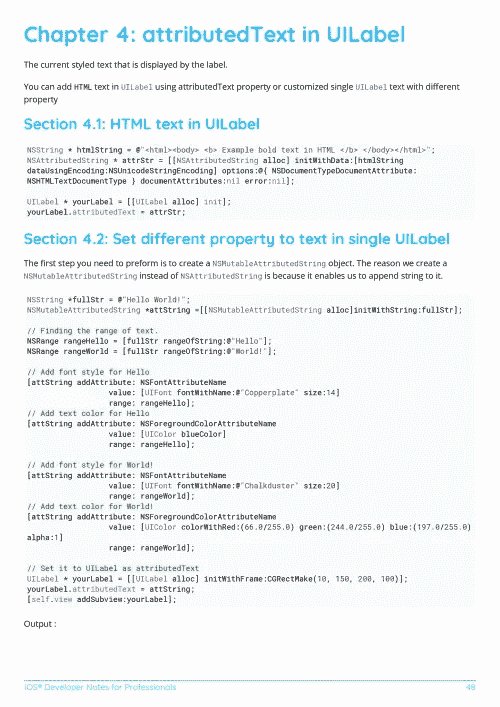 Chapter 4: attributedText in UILabel
The current styled text that is displayed by the label.
You can add HTML text in UILabel using attributedText property or customized single UILabel text with different
property
Section 4.1: HTML text in UILabel
NSString * htmlString = @"<html><body> <b> Example bold text in HTML </b> </body></html>";
NSAttributedString * attrStr = [[NSAttributedString alloc] initWithData:[htmlString
dataUsingEncoding:NSUnicodeStringEncoding] options:@{ NSDocumentTypeDocumentAttribute:
NSHTMLTextDocumentType } documentAttributes:nil error:nil];
UILabel * yourLabel = [[UILabel alloc] init];
yourLabel.attributedText = attrStr;
Section 4.2: Set different property to text in single UILabel
The first step you need to preform is to create a NSMutableAttributedString object. The reason we create a
NSMutableAttributedString instead of NSAttributedString is because it enables us to append string to it.
NSString *fullStr = @"Hello World!";
NSMutableAttributedString *attString =[[NSMutableAttributedString alloc]initWithString:fullStr];
// Finding the range of text.
NSRange rangeHello = [fullStr rangeOfString:@"Hello"];
NSRange rangeWorld = [fullStr rangeOfString:@"World!"];
// Add font style for Hello
[attString addAttribute: NSFontAttributeName
value: [UIFont fontWithName:@"Copperplate" size:14]
range: rangeHello];
// Add text color for Hello
[attString addAttribute: NSForegroundColorAttributeName
value: [UIColor blueColor]
range: rangeHello];
// Add font style for World!
[attString addAttribute: NSFontAttributeName
value: [UIFont fontWithName:@"Chalkduster" size:20]
range: rangeWorld];
// Add text color for World!
[attString addAttribute: NSForegroundColorAttributeName
value: [UIColor colorWithRed:(66.0/255.0) green:(244.0/255.0) blue:(197.0/255.0)
alpha:1]
range: rangeWorld];
// Set it to UILabel as attributedText
UILabel * yourLabel = [[UILabel alloc] initWithFrame:CGRectMake(10, 150, 200, 100)];
yourLabel.attributedText = attString;
[self.view addSubview:yourLabel];
Output :
iOS® Developer Notes for Professionals 48